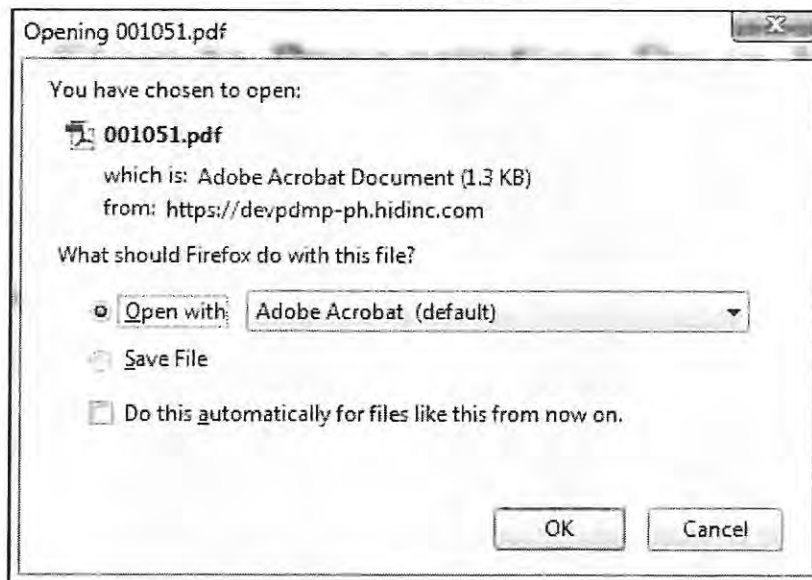 Opening 001051.pdf
You have chosen to open:
001051.pdf
which is: Adobe Acrobat Document (1.3 KB)
from: https://devpdmp-ph.hidinc.com
What should Firefox do with this file?
Open with Adobe Acrobat (default)
Save File
Do this automatically for files like this from now on.
OK Cancel